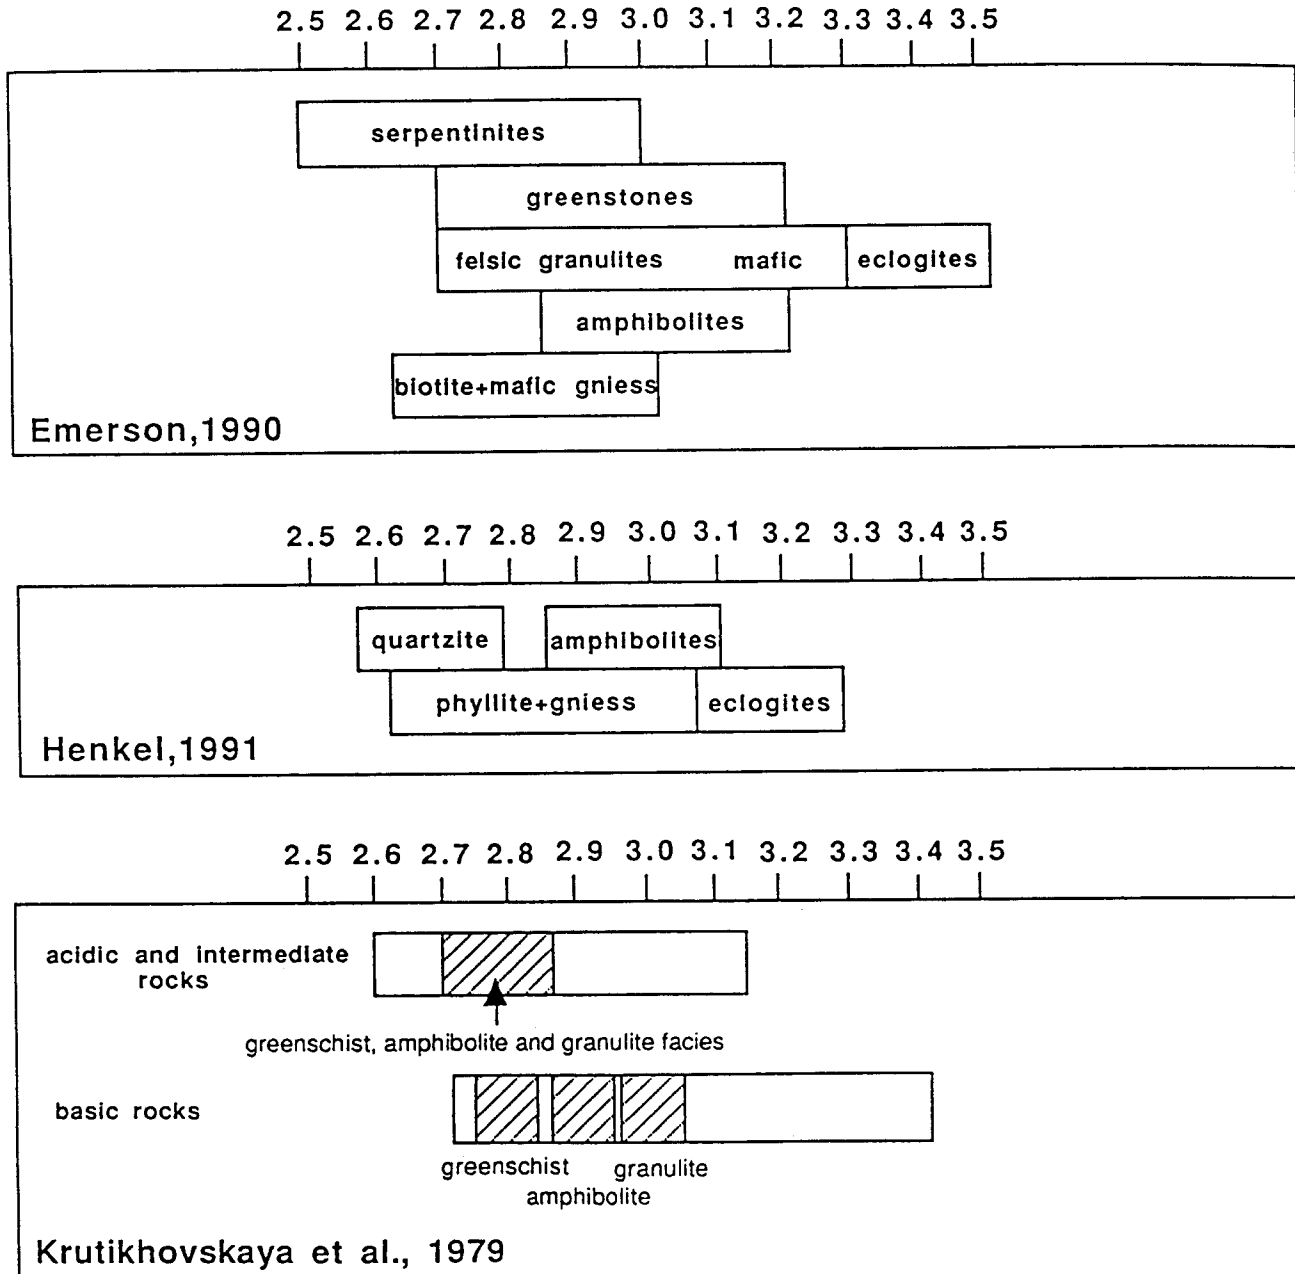 2.5 2.6 2.7 2.8 2.9 3.0 3.1 3.2 3.3 3.4 3.5
serpentinites
greenstones
felsic granulites mafic eclogites
amphibolites
biotite+mafic gniess
Emerson,1990
2.5 2.6 2.7 2.8 2.9 3.0 3.1 3.2 3.3 3.4 3.5
quartzite amphibolites
phyllite+gniess eclogites
Henkel,1991
2.5 2.6 2.7 2.8 2.9 3.0 3.1 3.2 3.3 3.4 3.5
acidic and intermediate
rocks
greenschist, amphibolite and granulite facies
basic rocks
greenschist granulite
amphibolite
Krutikhovskaya et al., 1979